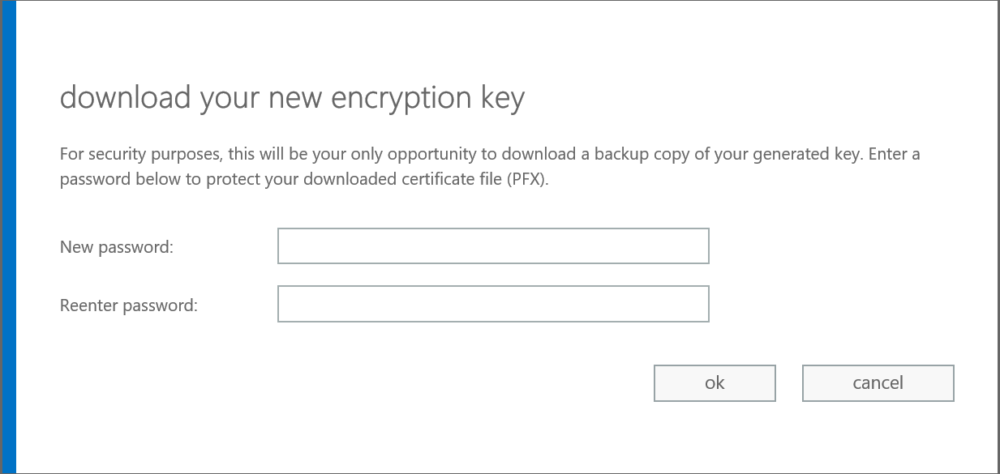 download your new encryption key
For security purposes, this will be your only opportunity to download a backup copy of your generated key. Enter a
password below to protect your downloaded certificate file (PFX).
New password:
Reenter password:
ok cancel